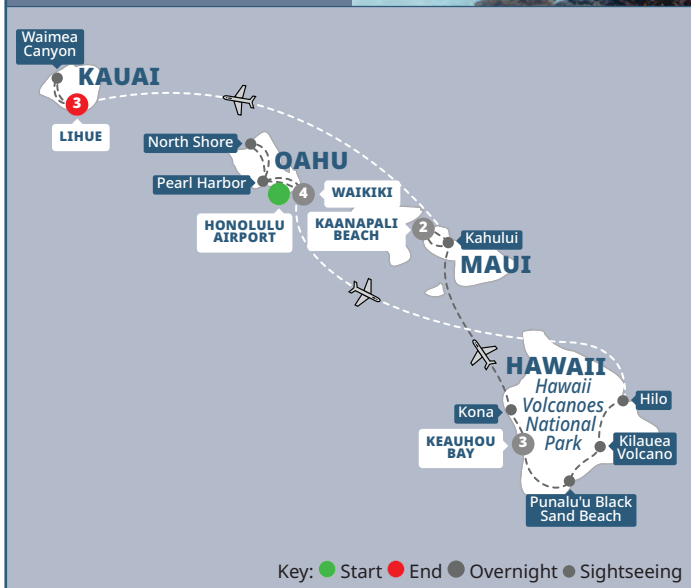 Waimea
Canyon
KAUAI
3
LIHUE
North Shore
OAHU
Pearl Harbor
4
WAIKIKI
HONOLULU
AIRPORT
KAANAPALI
BEACH
2
Kahului
MAUI
HAWAII
Hawaii
Volcanoes
National
Park
Hilo
Kona
KEAUHOU
BAY
3
Kilauea
Volcano
Punalu'u Black
Sand Beach
Key: Start End Overnight Sightseeing